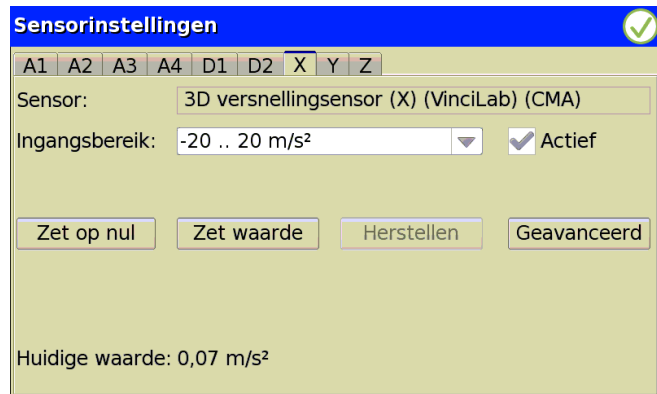 Sensorinstellingen
A1 A2 A3 A4 D1 D2 X Y Z
Sensor: 3D versnellingsensor (X) (VinciLab) (CMA)
Ingangsbereik: -20 .. 20 m/s² Actief
Zet op nul Zet waarde Herstellen Geavanceerd
Huidige waarde: 0,07 m/s²